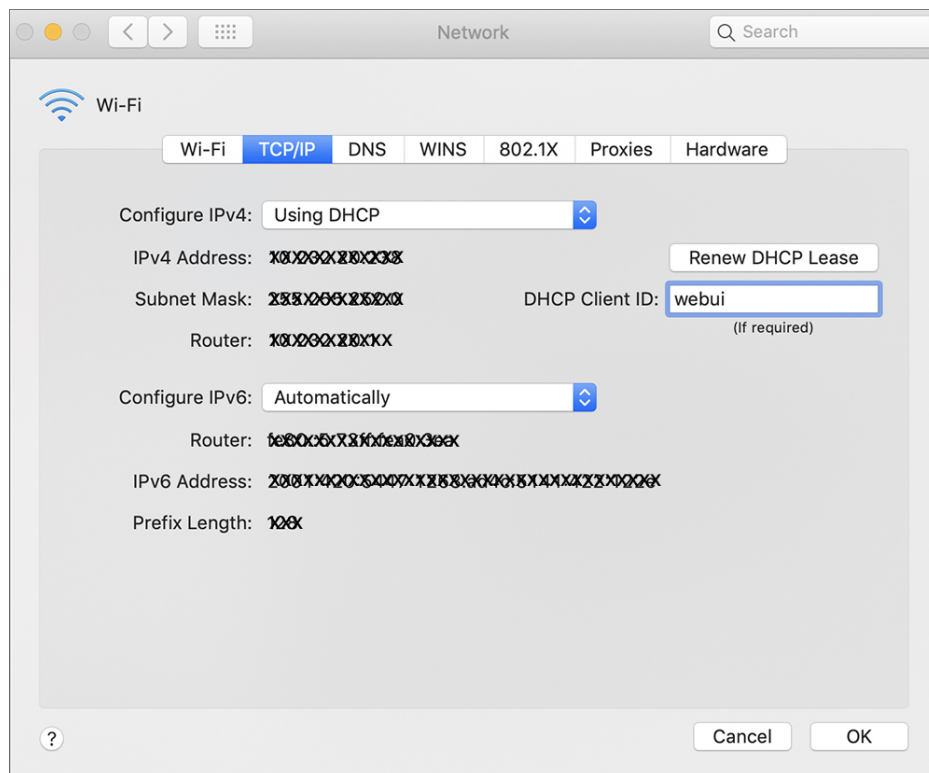 Network
Search
Wi-Fi
Wi-Fi TCP/IP DNS WINS 802.1X Proxies Hardware
Configure IPv4: Using DHCP
IPv4 Address: Renew DHCP Lease
Subnet Mask: DHCP Client ID: webui
(If required)
Router:
Configure IPv6: Automatically
Router:
IPv6 Address:
Prefix Length:
? Cancel OK